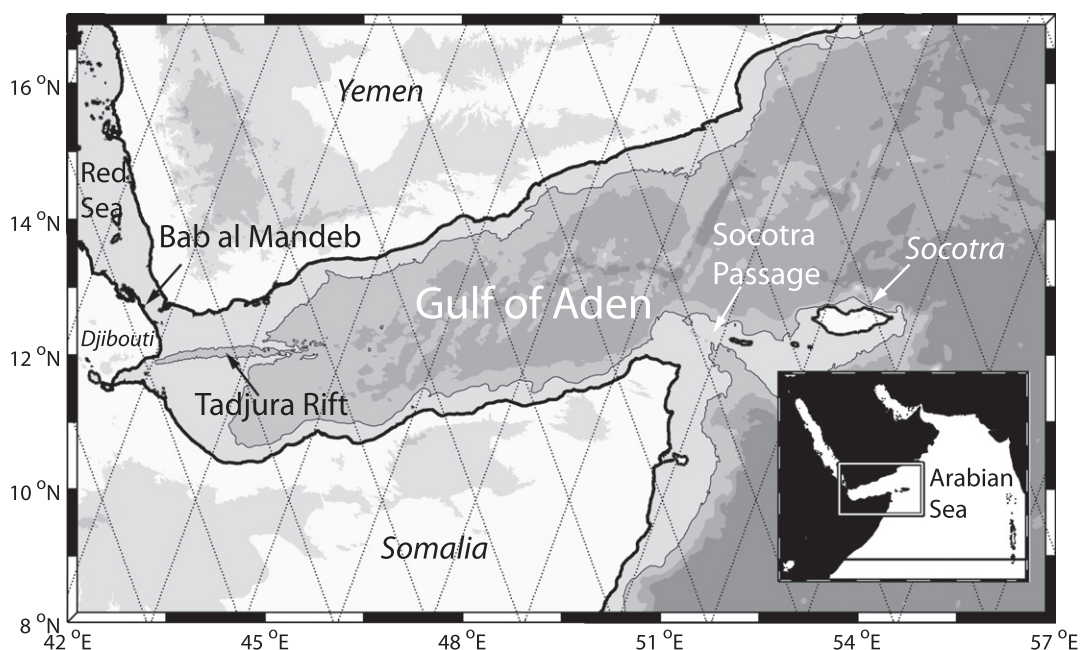 16 °N
14 °N
12 °N
10 °N
8 °N
42 °E
45 °E
48 °E
51 °E
54 °E
57 °E
Yemen
Red
Sea
Bab al Mandeb
Socotra
Passage
Socotra
Gulf of Aden
Djibouti
Tadjura Rift
Somalia
Arabian
Sea